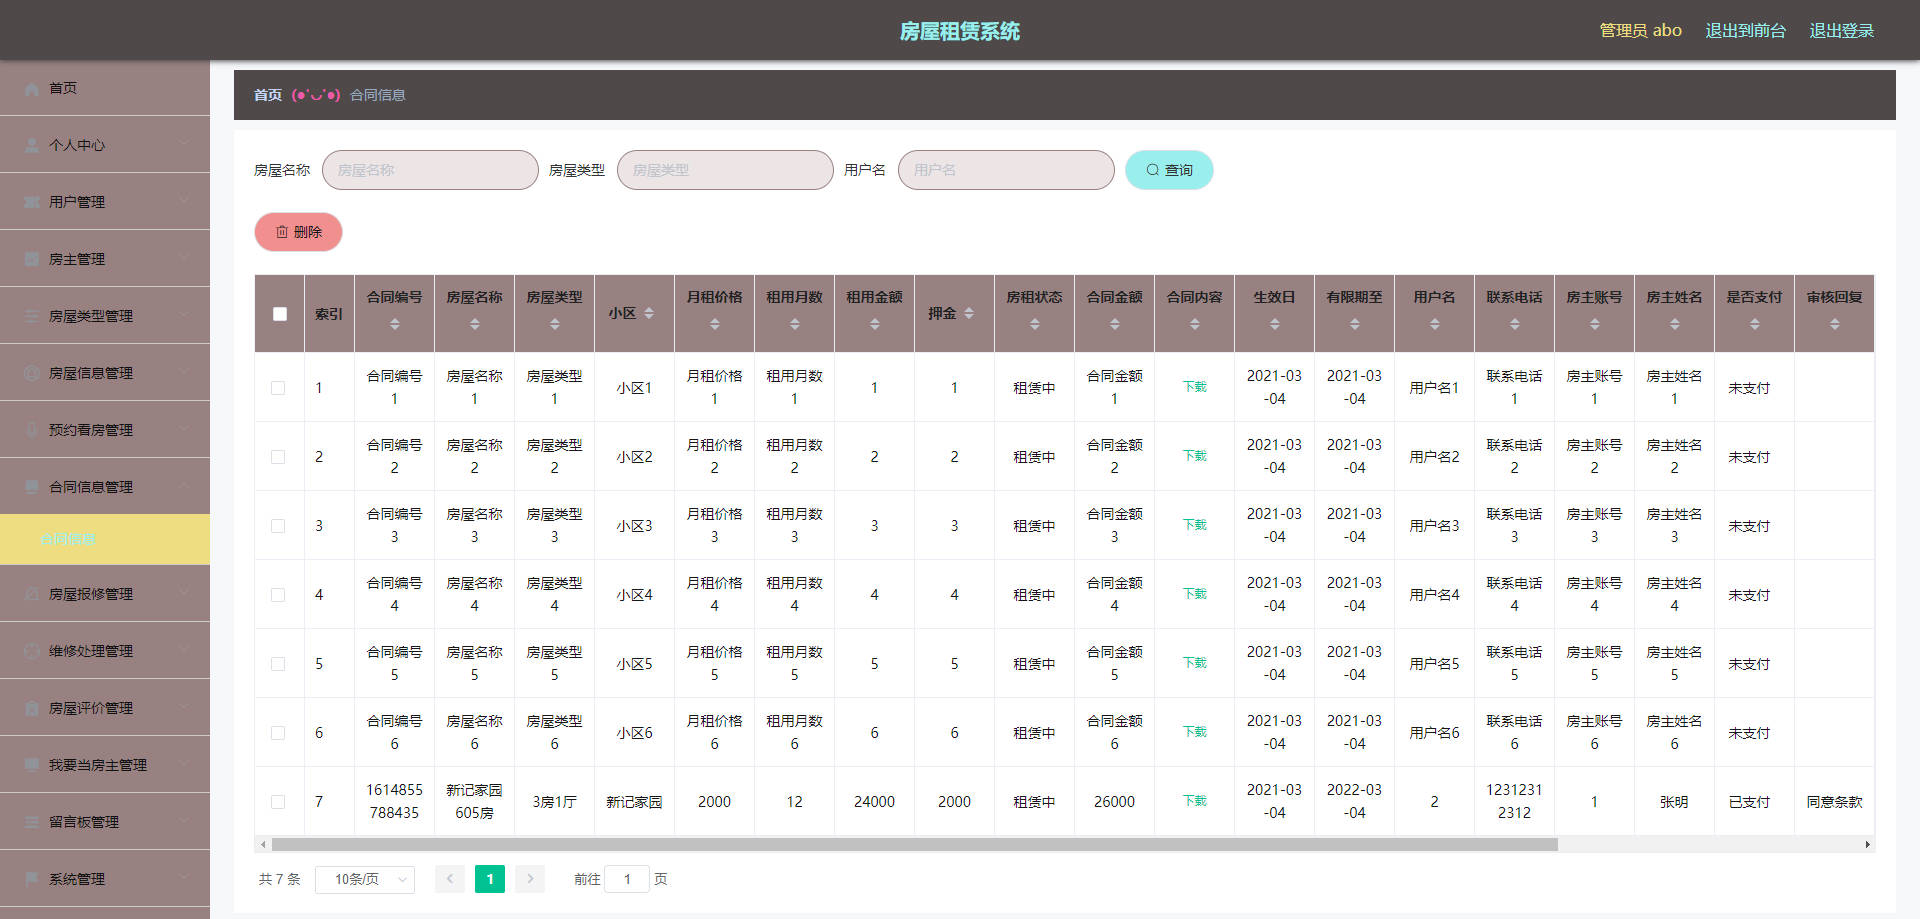 房屋租赁系统
管理员 abo 退出到前台 退出登录
首页
个人中心
用户管理
房主管理
房屋类型管理
房屋信息管理
预约看房管理
合同信息管理
合同信息
房屋报修管理
维修处理管理
房屋评价管理
我要当房主管理
留言板管理
系统管理
首页 (●'◡'●) 合同信息
房屋名称 房屋名称 房屋类型 房屋类型 用户名 用户名 查询
删除
索引 合同编号 房屋名称 房屋类型 小区 月租价格 租用月数 租用金额 押金 房租状态 合同金额 合同内容 生效日 有限期至 用户名 联系电话 房主账号 房主姓名 是否支付 审核回复
1 合同编号1 房屋名称1 房屋类型1 小区1 月租价格1 租用月数1 1 1 租赁中 合同金额1 下载 2021-03-04 2021-03-04 用户名1 联系电话1 房主账号1 房主姓名1 未支付
2 合同编号2 房屋名称2 房屋类型2 小区2 月租价格2 租用月数2 2 2 租赁中 合同金额2 下载 2021-03-04 2021-03-04 用户名2 联系电话2 房主账号2 房主姓名2 未支付
3 合同编号3 房屋名称3 房屋类型3 小区3 月租价格3 租用月数3 3 3 租赁中 合同金额3 下载 2021-03-04 2021-03-04 用户名3 联系电话3 房主账号3 房主姓名3 未支付
4 合同编号4 房屋名称4 房屋类型4 小区4 月租价格4 租用月数4 4 4 租赁中 合同金额4 下载 2021-03-04 2021-03-04 用户名4 联系电话4 房主账号4 房主姓名4 未支付
5 合同编号5 房屋名称5 房屋类型5 小区5 月租价格5 租用月数5 5 5 租赁中 合同金额5 下载 2021-03-04 2021-03-04 用户名5 联系电话5 房主账号5 房主姓名5 未支付
6 合同编号6 房屋名称6 房屋类型6 小区6 月租价格6 租用月数6 6 6 租赁中 合同金额6 下载 2021-03-04 2021-03-04 用户名6 联系电话6 房主账号6 房主姓名6 未支付
7 1614855788435 新记家园605房 3房1厅 新记家园 2000 12 24000 2000 租赁中 26000 下载 2021-03-04 2022-03-04 2 12312312312 1 张明 已支付 同意条款
共 7 条 10条/页 1 前往 1 页